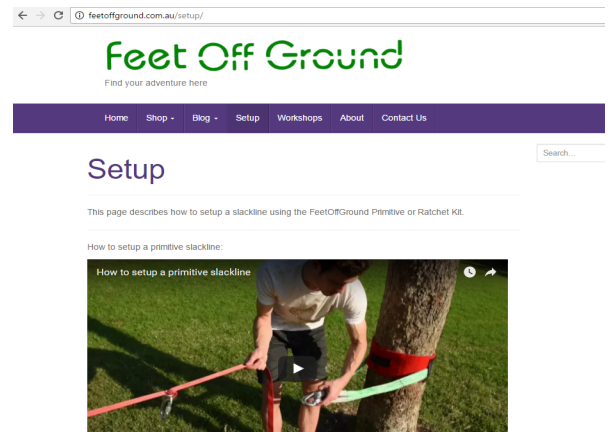 feetoffground.com.au/setup/
Feet Off Ground
Find your adventure here
Home Shop Blog Setup Workshops About Contact Us
Search...
Setup
This page describes how to setup a slackline using the FeetOffGround Primitive or Ratchet Kit.
How to setup a primitive slackline:
How to setup a primitive slackline